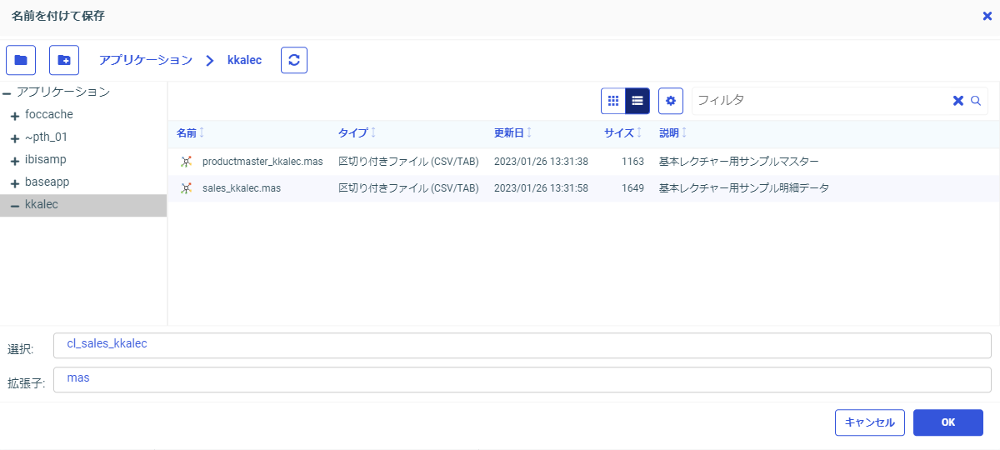 名前を付けて保存
アプリケーション kkalec
アプリケーション
foccache
~pth_01
ibisamp
baseapp
kkalec
フィルタ
名前 タイプ 更新日 サイズ 説明
productmaster_kkalec.mas 区切り付きファイル (CSV/TAB) 2023/01/26 13:31:38 1163 基本レクチャー用サンプルマスター
sales_kkalec.mas 区切り付きファイル (CSV/TAB) 2023/01/26 13:31:58 1649 基本レクチャー用サンプル明細データ
選択: cl_sales_kkalec
拡張子: mas
キャンセル OK